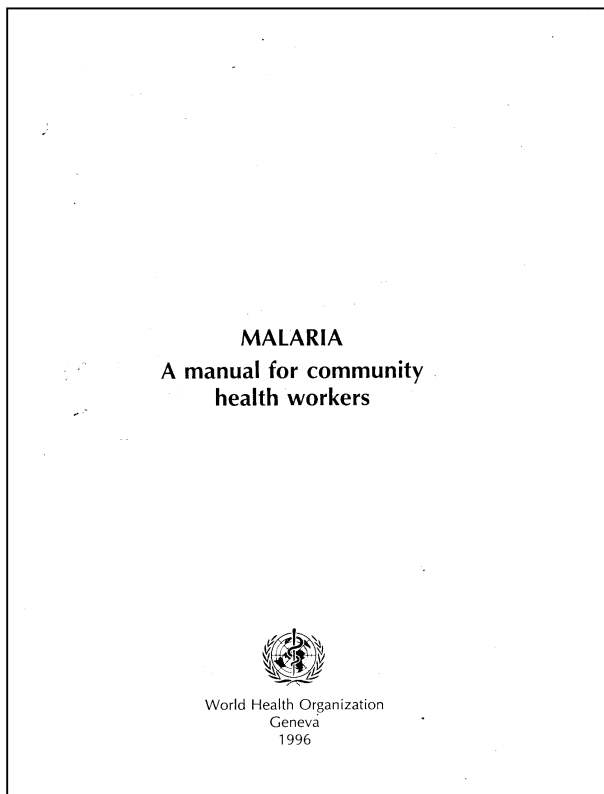 MALARIA
A manual for community
health workers
World Health Organization
Geneva
1996